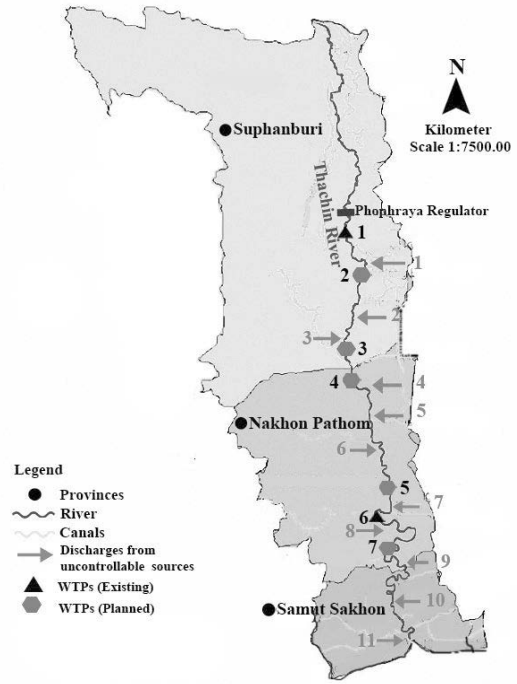 N
Kilometer
Scale 1:7500.00
Suphanburi
Thachin River
Phophraya Regulator
1
1
2
2
3
3
4
4
Nakhon Pathom
5
6
5
7
6
8
7
9
Samut Sakhon
10
11
Legend
Provinces
River
Canals
Discharges from
uncontrollable sources
WTPs (Existing)
WTPs (Planned)